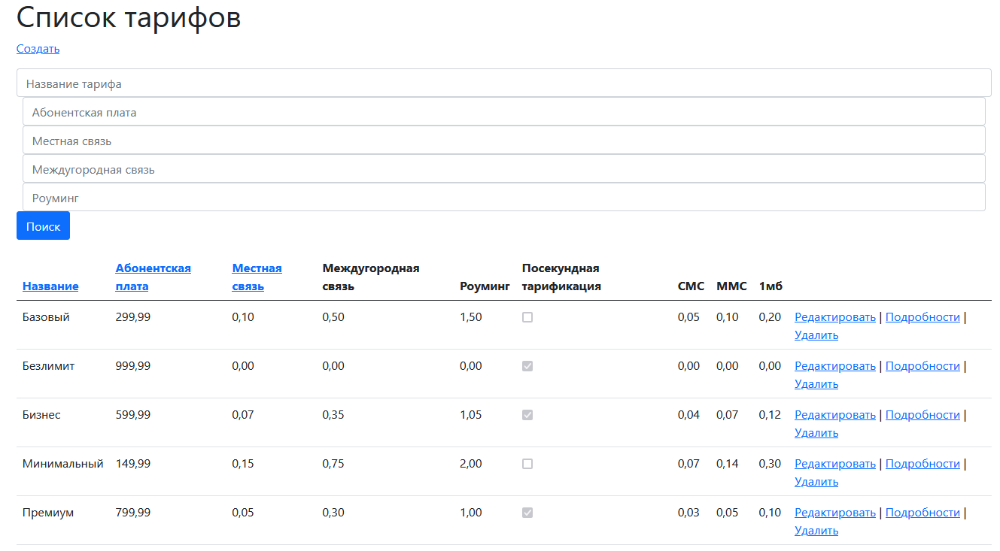 Список тарифов
Создать
Название тарифа
Абонентская плата
Местная связь
Междугородная связь
Роуминг
Поиск
Название Абонентская плата Местная связь Междугородная связь Роуминг Посекундная тарификация СМС ММС 1мб
Базовый 299,99 0,10 0,50 1,50 0,05 0,10 0,20 Редактировать | Подробности |
Удалить
Безлимит 999,99 0,00 0,00 0,00 0,00 0,00 0,00 Редактировать | Подробности |
Удалить
Бизнес 599,99 0,07 0,35 1,05 0,04 0,07 0,12 Редактировать | Подробности |
Удалить
Минимальный 149,99 0,15 0,75 2,00 0,07 0,14 0,30 Редактировать | Подробности |
Удалить
Премиум 799,99 0,05 0,30 1,00 0,03 0,05 0,10 Редактировать | Подробности |
Удалить